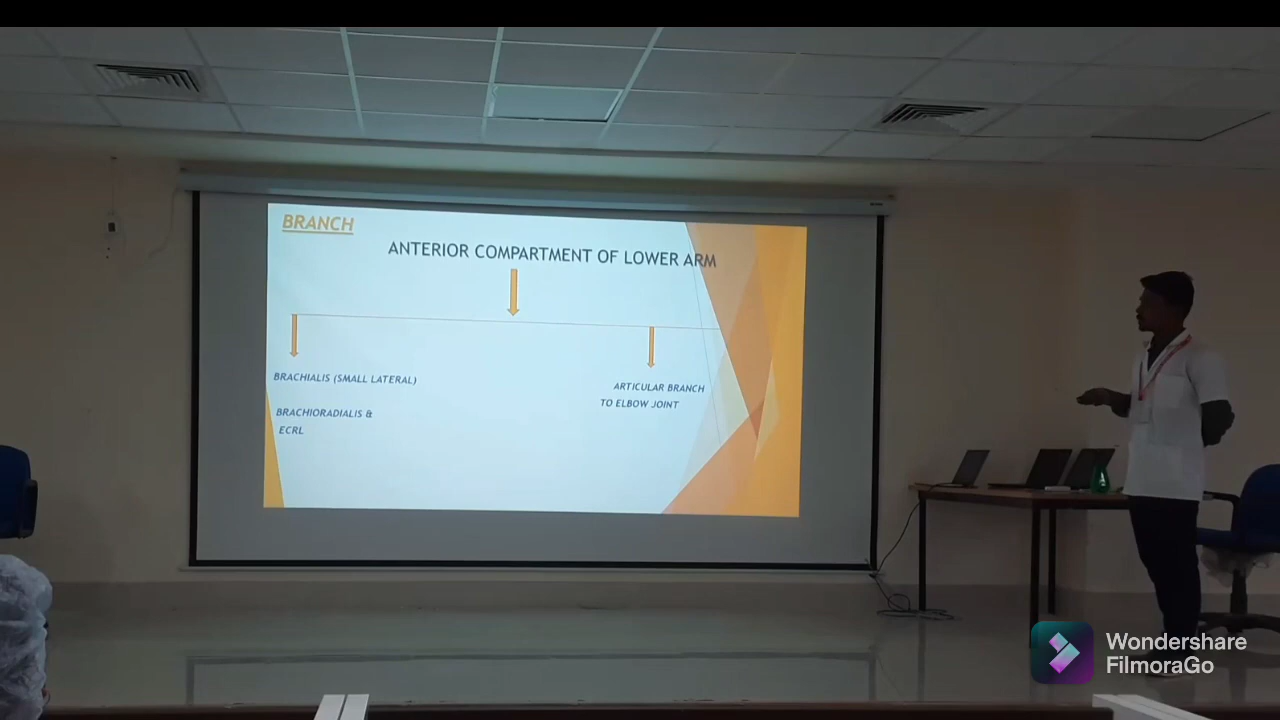 BRANCH
ANTERIOR COMPARTMENT OF LOWER ARM
BRACHIALIS (SMALL LATERAL)
BRACHIORADIALIS &
ECRL
ARTICULAR BRANCH
TO ELBOW JOINT
Wondershare
FilmoraGo